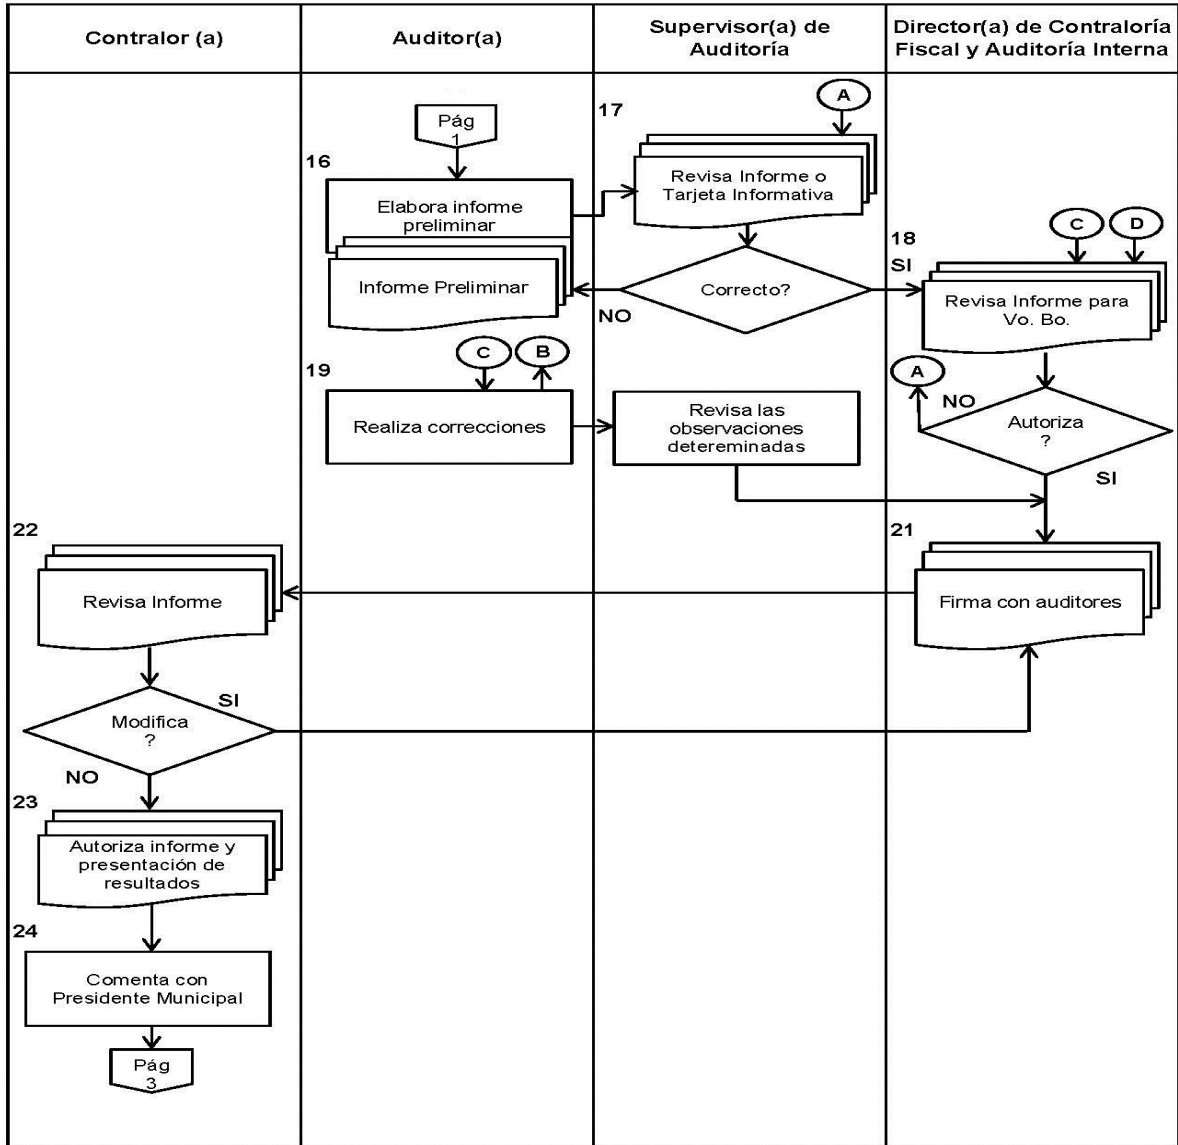 Contralor (a)
Auditor(a)
Supervisor(a) de
Auditoría
Director(a) de Contraloría
Fiscal y Auditoría Interna
Pág
1
16
Elabora informe
preliminar
Informe Preliminar
17
A
Revisa Informe o
Tarjeta Informativa
Correcto?
NO
SI
18
C
D
Revisa Informe para
Vo. Bo.
A
NO
Autoriza
?
SI
19
C
B
Realiza correcciones
Revisa las
observaciones
detereminadas
21
Firma con auditores
22
Revisa Informe
Modifica
?
SI
NO
23
Autoriza informe y
presentación de
resultados
24
Comenta con
Presidente Municipal
Pág
3